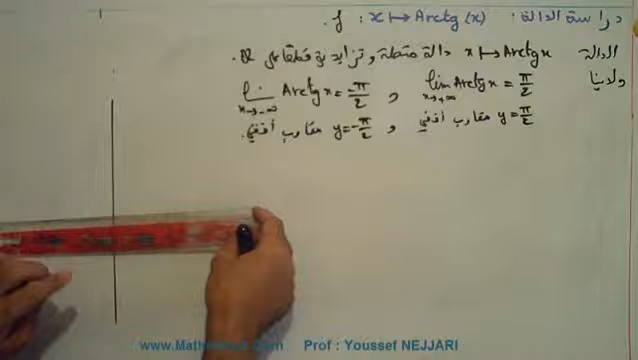 دراسة الدالة : f : x ↦ Arctg (x) .
الدالة x ↦ Arctg x دالة متصلة و تزايدية قطعا على ℝ.
ولدينا lim Arctg x = π/2 و lim Arctg x = -π/2
x→+∞ x→-∞
y = π/2 مقارب أفقي و y = -π/2 مقارب أفقي.
Prof : Youssef NEJJARI